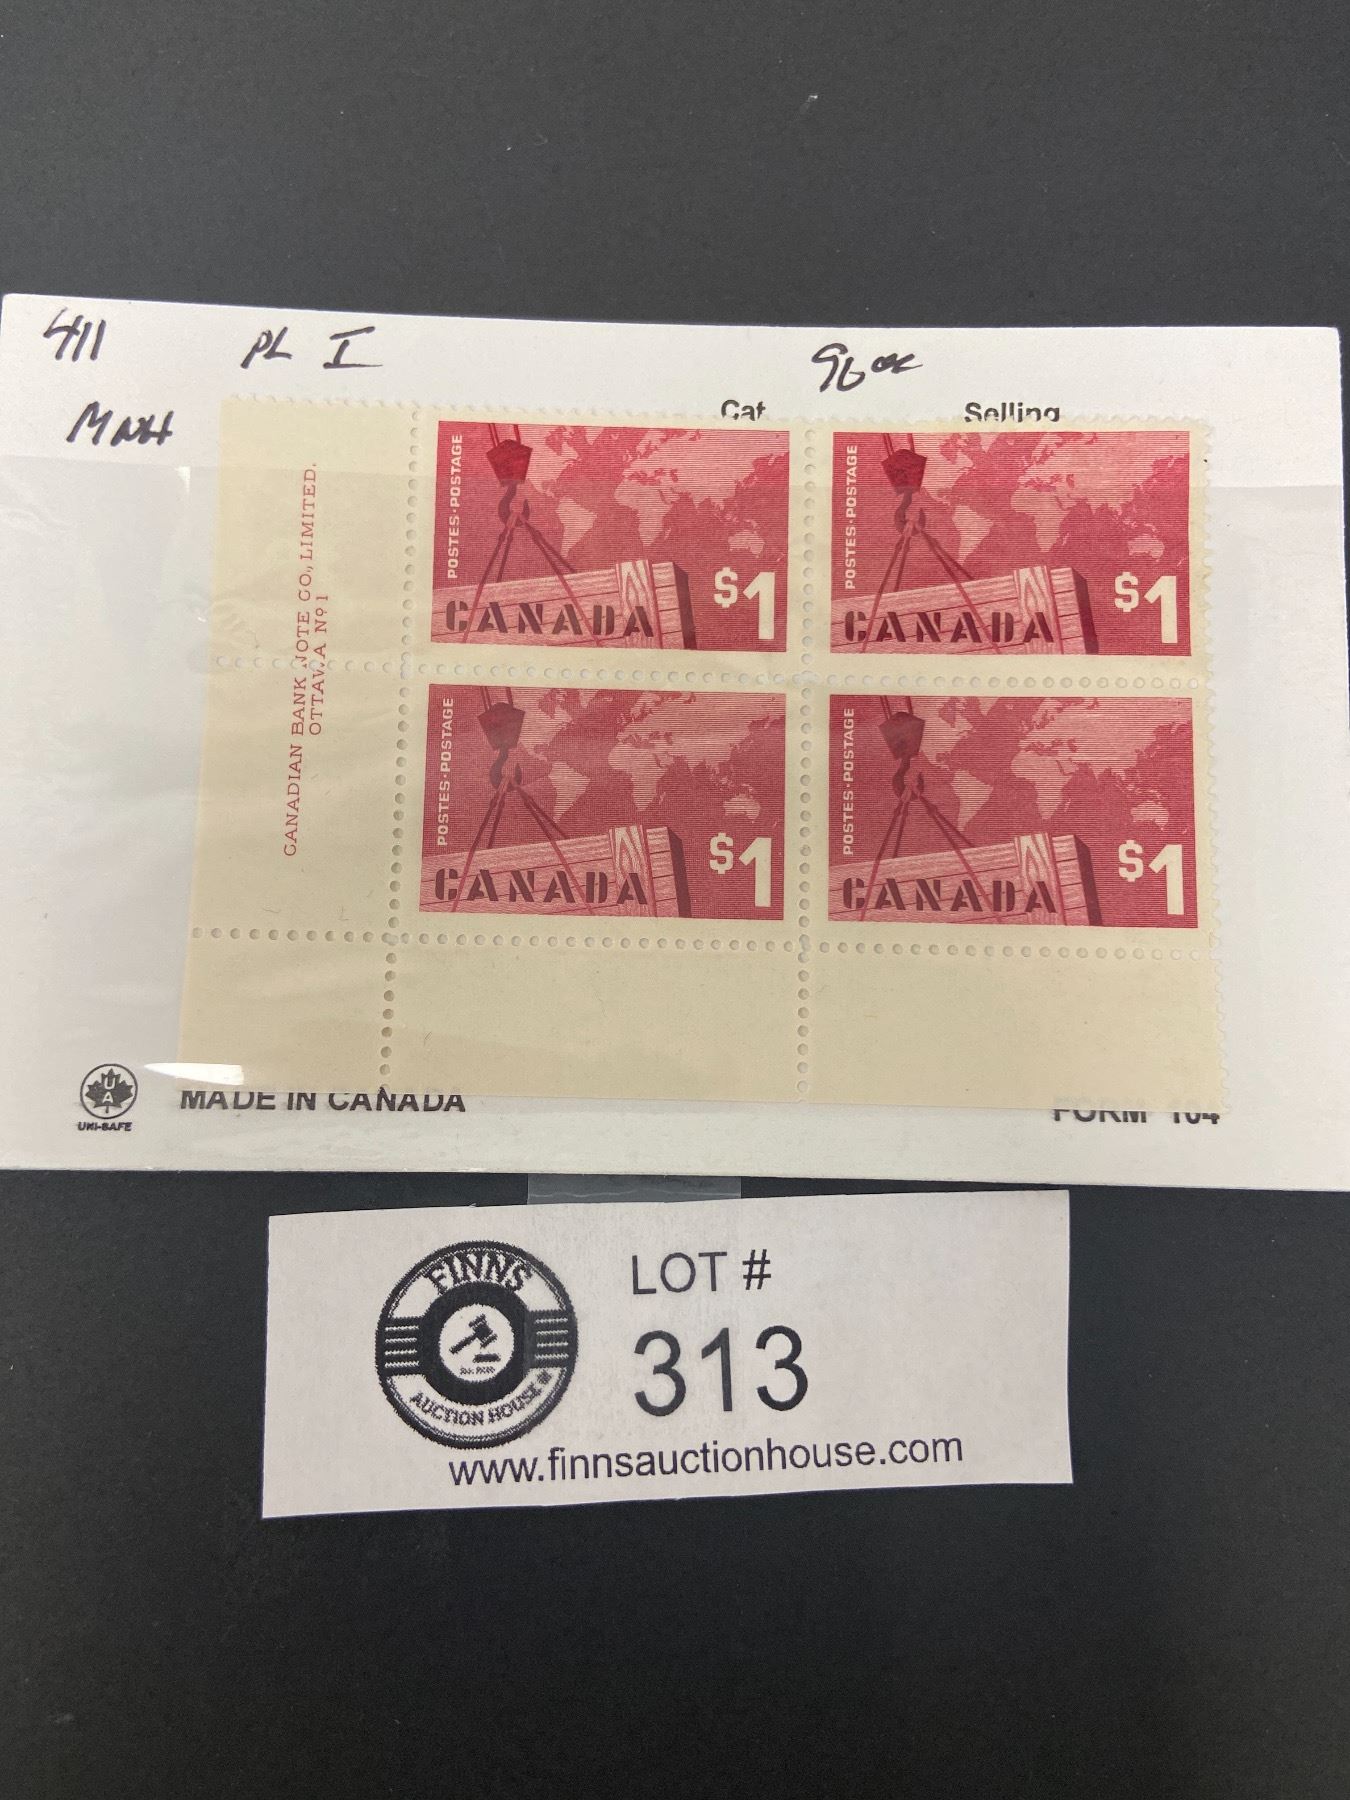 411 PL I 96 00
MNH
Cat Selling
CANADIAN BANK NOTE CO., LIMITED.
OTTAWA Nº 1
POSTES·POSTAGE
CANADA $1
POSTES·POSTAGE
CANADA $1
POSTES·POSTAGE
CANADA $1
POSTES·POSTAGE
CANADA $1
UA
UNI-SAFE
MADE IN CANADA FORM 104
FINNS
AUCTION HOUSE
LOT #
313
www.finnsauctionhouse.com